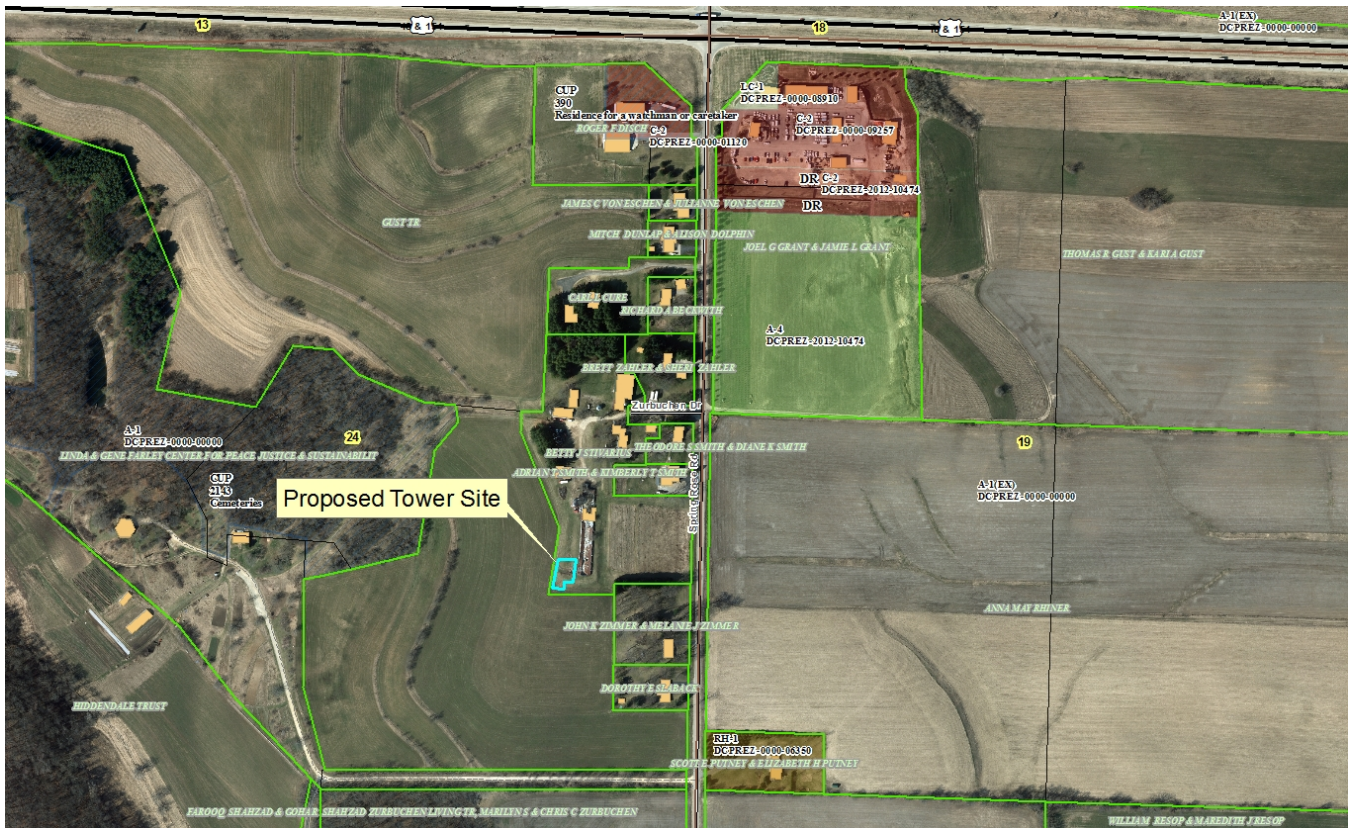 13
& 1
18
& 1
A-1(EX)
DCPREZ-0000-00000
CUP
390
Residence for a watchman or caretaker
ROGER F DISCH
C-2
DCPREZ-0000-01120
LC-1
DCPREZ-0000-08910
C-2
DCPREZ-0000-09257
DR
C-2
DCPREZ-2012-10474
DR
JAMES C VON ESCHEN & JULIANNE VON ESCHEN
GUST TR
MITCH DUNLAP & ALISON DOLPHIN
JOEL G GRANT & JAMIE L GRANT
THOMAS R GUST & KARI A GUST
CARL L CURE
RICHARD A BECKWITH
A-4
DCPREZ-2012-10474
BRETT ZAHLER & SHERI ZAHLER
Zurbuchen Dr
A-1
DCPREZ-0000-00000
24
LINDA & GENE FARLEY CENTER FOR PEACE JUSTICE & SUSTAINABILIT
BETTY J STIVARIUS
THEODORE S SMITH & DIANE K SMITH
ADRIAN T SMITH & KIMBERLY T SMITH
19
CUP
2143
Cemeteries
Proposed Tower Site
Spring Rose Rd
A-1(EX)
DCPREZ-0000-00000
ANNA MAY RHINER
JOHN K ZIMMER & MELANIE J ZIMMER
DOROTHY E SLABACK
HIDDENDALE TRUST
RH-1
DCPREZ-0000-06350
SCOTT E PUTNEY & ELIZABETH H PUTNEY
FAROOQ SHAHZAD & GOHAR SHAHZAD
ZURBUCHEN LIVING TR, MARILYN S & CHRIS C ZURBUCHEN
WILLIAM RESOP & MAREDITH J RESOP